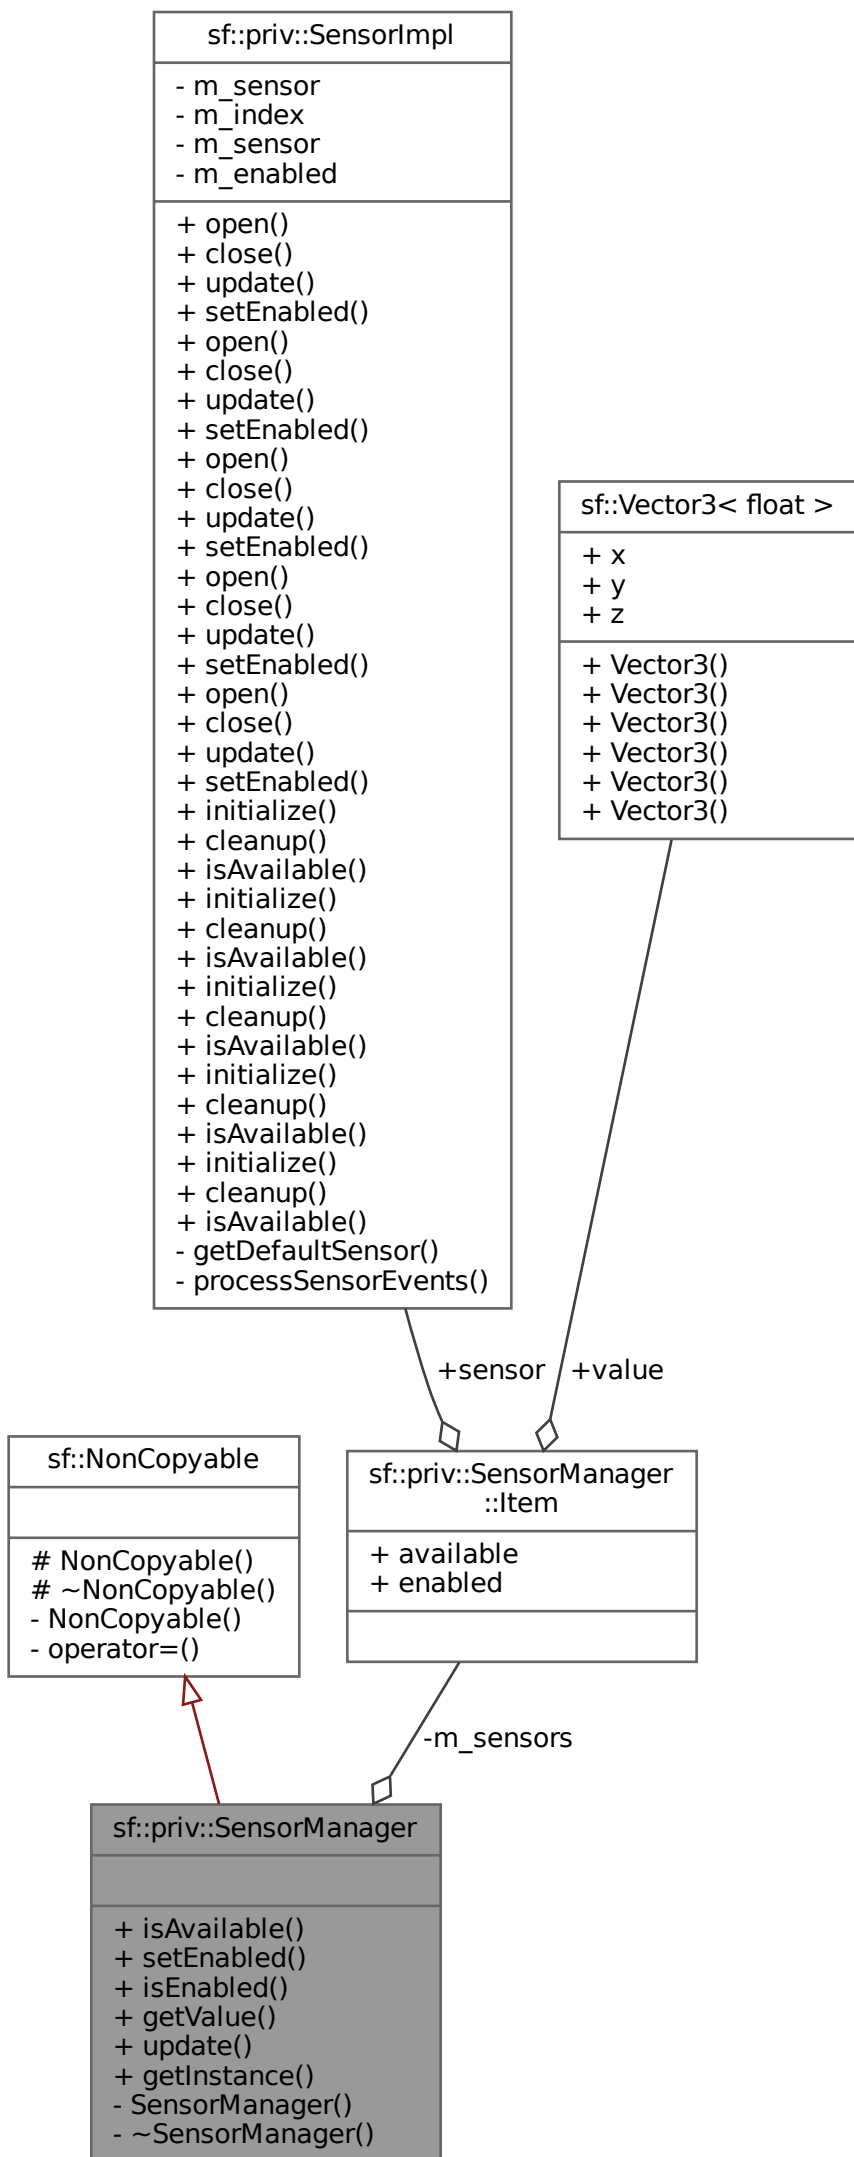 sf::priv::SensorImpl
- m_sensor
- m_index
- m_sensor
- m_enabled
+ open()
+ close()
+ update()
+ setEnabled()
+ open()
+ close()
+ update()
+ setEnabled()
+ open()
+ close()
+ update()
+ setEnabled()
+ open()
+ close()
+ update()
+ setEnabled()
+ open()
+ close()
+ update()
+ setEnabled()
+ initialize()
+ cleanup()
+ isAvailable()
+ initialize()
+ cleanup()
+ isAvailable()
+ initialize()
+ cleanup()
+ isAvailable()
+ initialize()
+ cleanup()
+ isAvailable()
+ initialize()
+ cleanup()
+ isAvailable()
- getDefaultSensor()
- processSensorEvents()
sf::Vector3< float >
+ x
+ y
+ z
+ Vector3()
+ Vector3()
+ Vector3()
+ Vector3()
+ Vector3()
+ Vector3()
+sensor
+value
sf::NonCopyable
# NonCopyable()
# ~NonCopyable()
- NonCopyable()
- operator=()
sf::priv::SensorManager
::Item
+ available
+ enabled
-m_sensors
sf::priv::SensorManager
+ isAvailable()
+ setEnabled()
+ isEnabled()
+ getValue()
+ update()
+ getInstance()
- SensorManager()
- ~SensorManager()